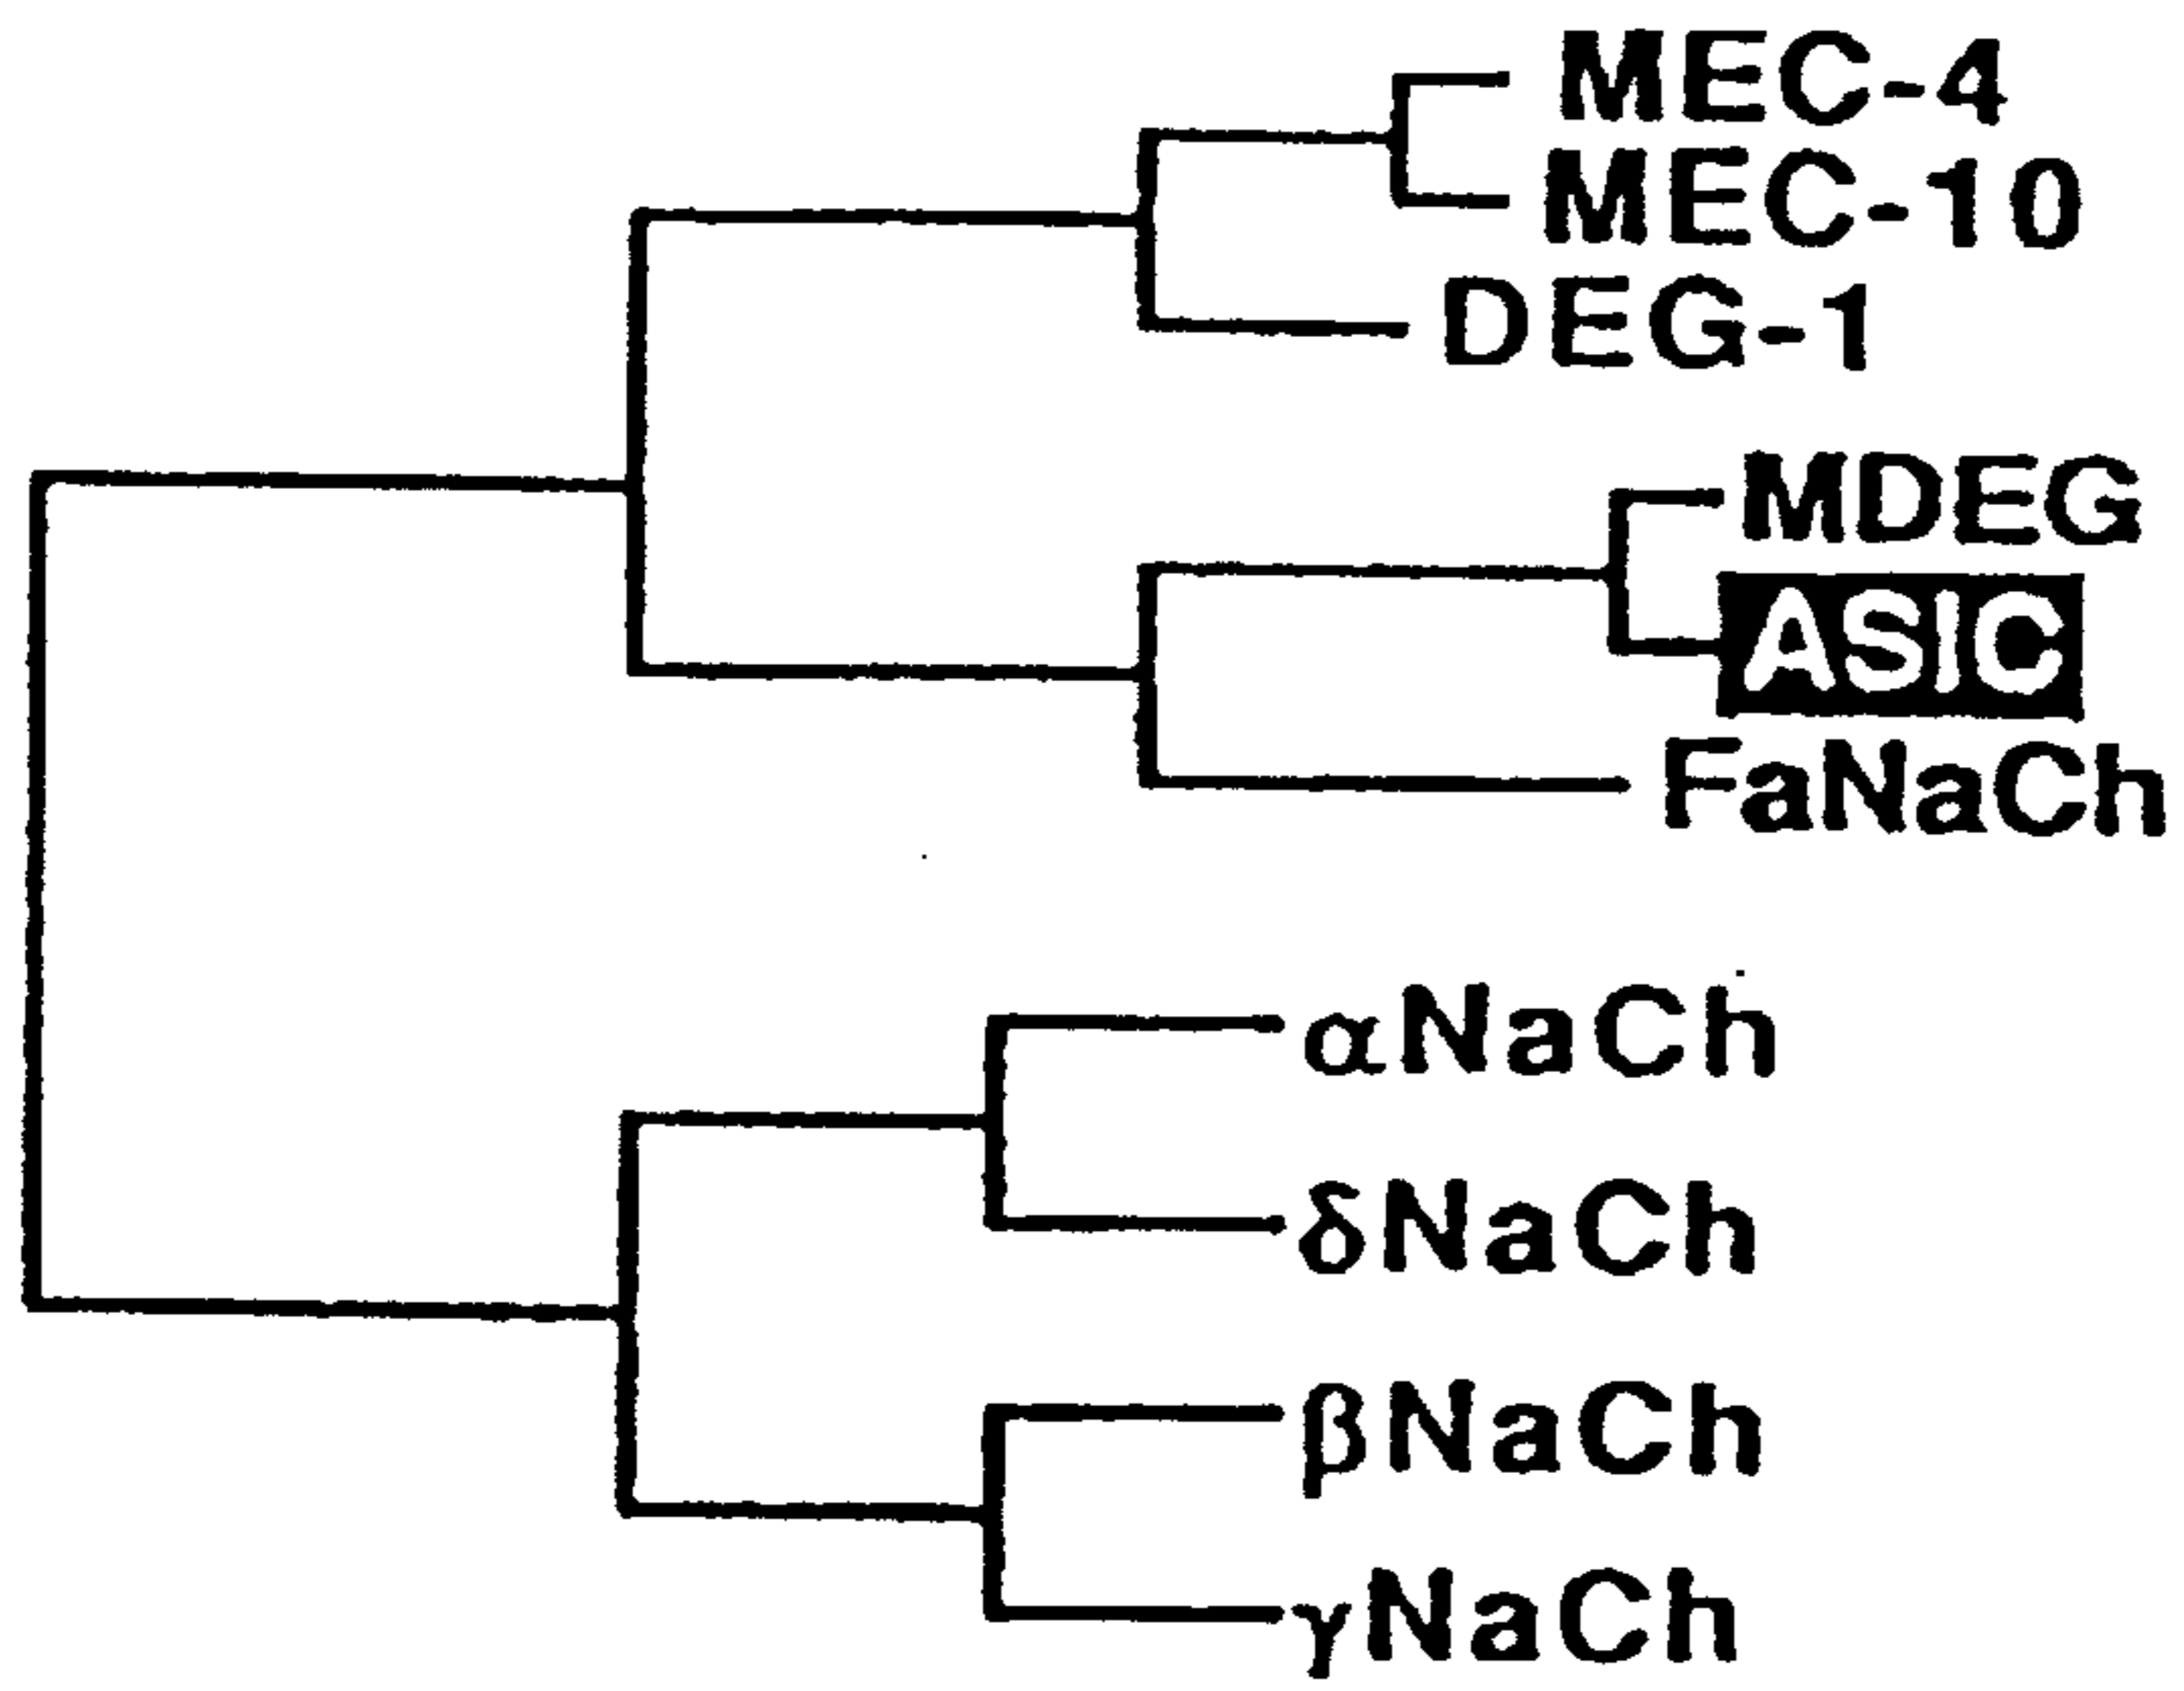 MEC-4
MEC-10
DEG-1
MDEG
ASIC
FaNaCh
αNaCh
δNaCh
βNaCh
γNaCh